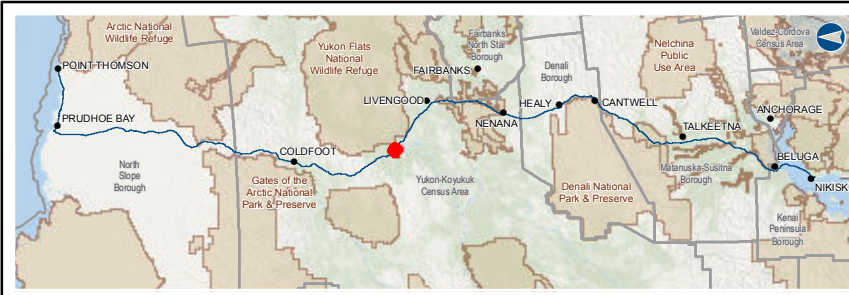 Arctic National
Wildlife Refuge
POINT THOMSON
PRUDHOE BAY
North
Slope
Borough
COLDFOOT
Gates of the
Arctic National
Park & Preserve
Yukon Flats
National
Wildlife Refuge
LIVENGOOD
Yukon-Koyukuk
Census Area
Fairbanks
North Star
Borough
FAIRBANKS
NENANA
Denali
Borough
HEALY
CANTWELL
Denali National
Park & Preserve
Nelchina
Public
Use Area
TALKEETNA
Matanuska-Susitna
Borough
Valdez-Cordova
Census Area
ANCHORAGE
BELUGA
NIKISK
Kenai
Peninsula
Borough